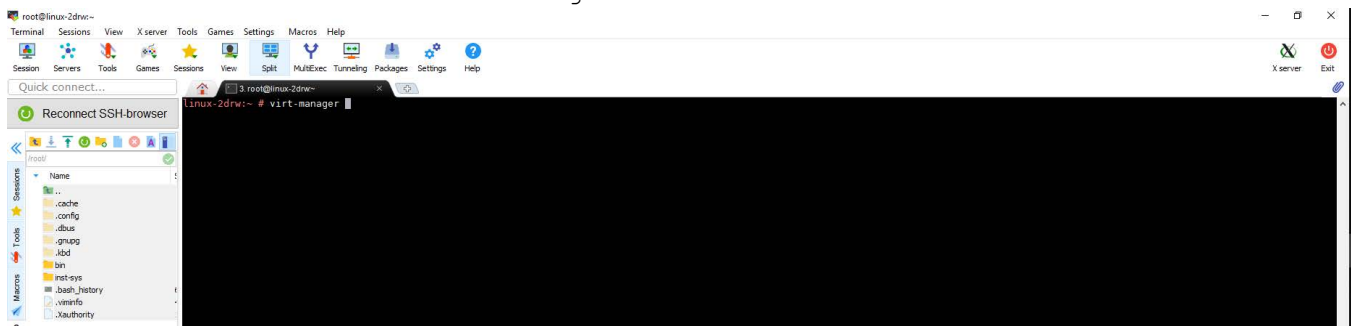 root@linux-2drw:~
Terminal Sessions View X server Tools Games Settings Macros Help
Session Servers Tools Games Sessions View Split MultiExec Tunneling Packages Settings Help X server Exit
Quick connect...
3. root@linux-2drw:~
linux-2drw:~ # virt-manager
Reconnect SSH-browser
/root/
Name
..
.cache
.config
.dbus
.gnupg
.kbd
bin
inst-sys
.bash_history
.viminfo
.Xauthority
Sessions
Tools
Macros